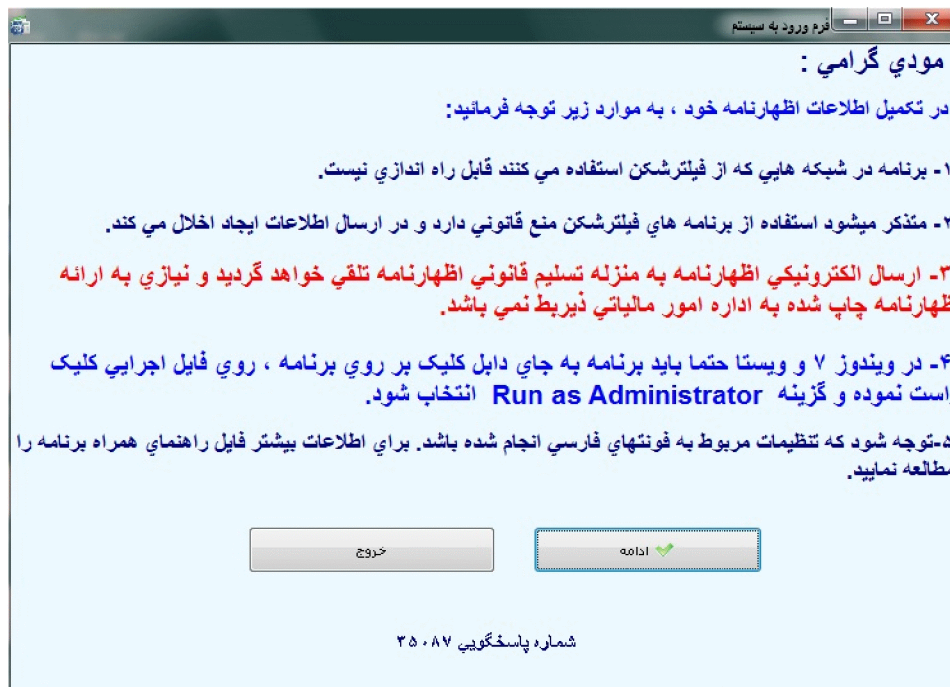 فرم ورود به سيستم
مودي گرامي :
در تكميل اطلاعات اظهارنامه خود ، به موارد زير توجه فرمائيد:
۱- برنامه در شبكه هايي كه از فيلترشكن استفاده مي كنند قابل راه اندازي نيست.
۲- متذكر ميشود استفاده از برنامه هاي فيلترشكن منع قانوني دارد و در ارسال اطلاعات ايجاد اخلال مي كند.
۳- ارسال الكترونيكي اظهارنامه به منزله تسليم قانوني اظهارنامه تلقي خواهد گرديد و نيازي به ارائه
ظهارنامه چاپ شده به اداره امور مالياتي ذيربط نمي باشد.
۴- در ويندوز ۷ و ويستا حتما بايد برنامه به جاي دابل كليک بر روي برنامه ، روي فايل اجرايي كليک
است نموده و گزينه Run as Administrator انتخاب شود.
۵-توجه شود كه تنظيمات مربوط به فونتهاي فارسي انجام شده باشد. براي اطلاعات بيشتر فايل راهنماي همراه برنامه را
مطالعه نماييد.
ادامه
خروج
شماره پاسخگويي ۳۵۰۸۷